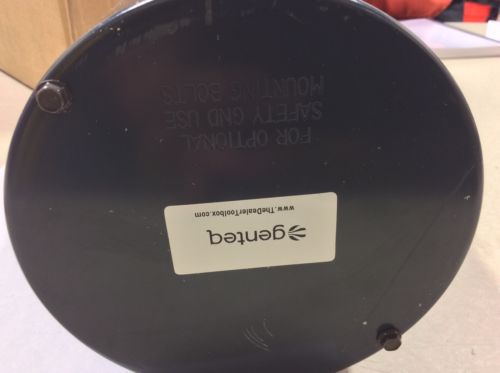 genteq
www.TheDealerToolbox.com
FOR OPTIONAL
SAFETY GND USE
MOUNTING BOLTS